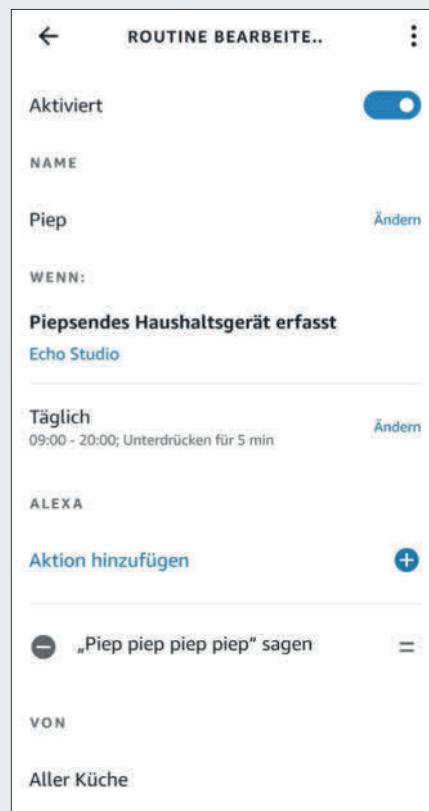 ROUTINE BEARBEITE..
Aktiviert
NAME
Piep
Ändern
WENN:
Piepsendes Haushaltsgerät erfasst
Echo Studio
Täglich
09:00 - 20:00; Unterdrücken für 5 min
Ändern
ALEXA
Aktion hinzufügen
„Piep piep piep piep" sagen
VON
Aller Küche